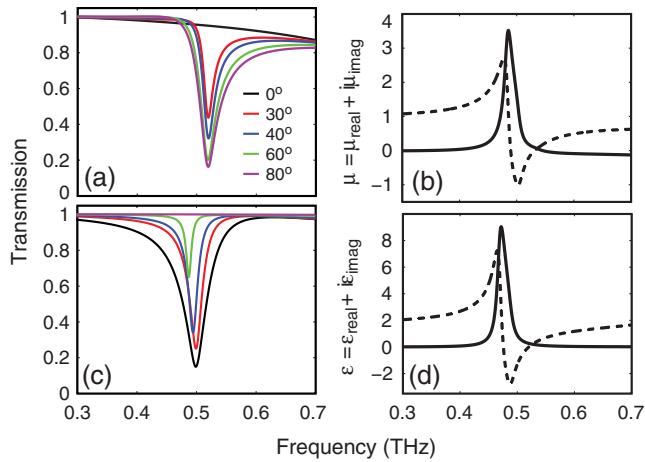 Transmission
1
0.8
0.6
0.4
0.2
0
0°
30°
40°
60°
80°
(a)
4
3
2
1
0
−1
μ = μreal + iμimag
(b)
1
0.8
0.6
0.4
0.2
0
(c)
0.3 0.4 0.5 0.6 0.7
8
6
4
2
0
−2
ε = εreal + iεimag
(d)
0.3 0.4 0.5 0.6 0.7
Frequency (THz)